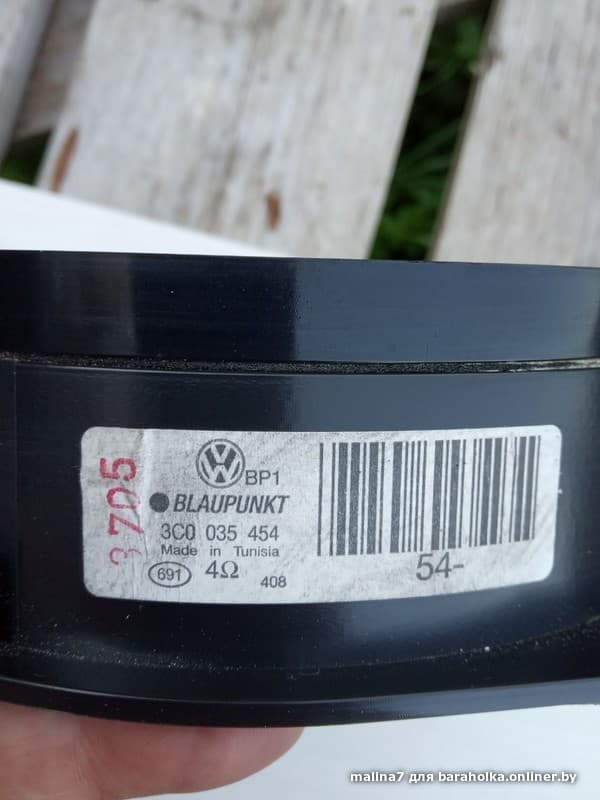 3705
BP1
BLAUPUNKT
3C0 035 454
Made in Tunisia
691 4Ω 408
54-
malina7 для baraholka.onliner.by